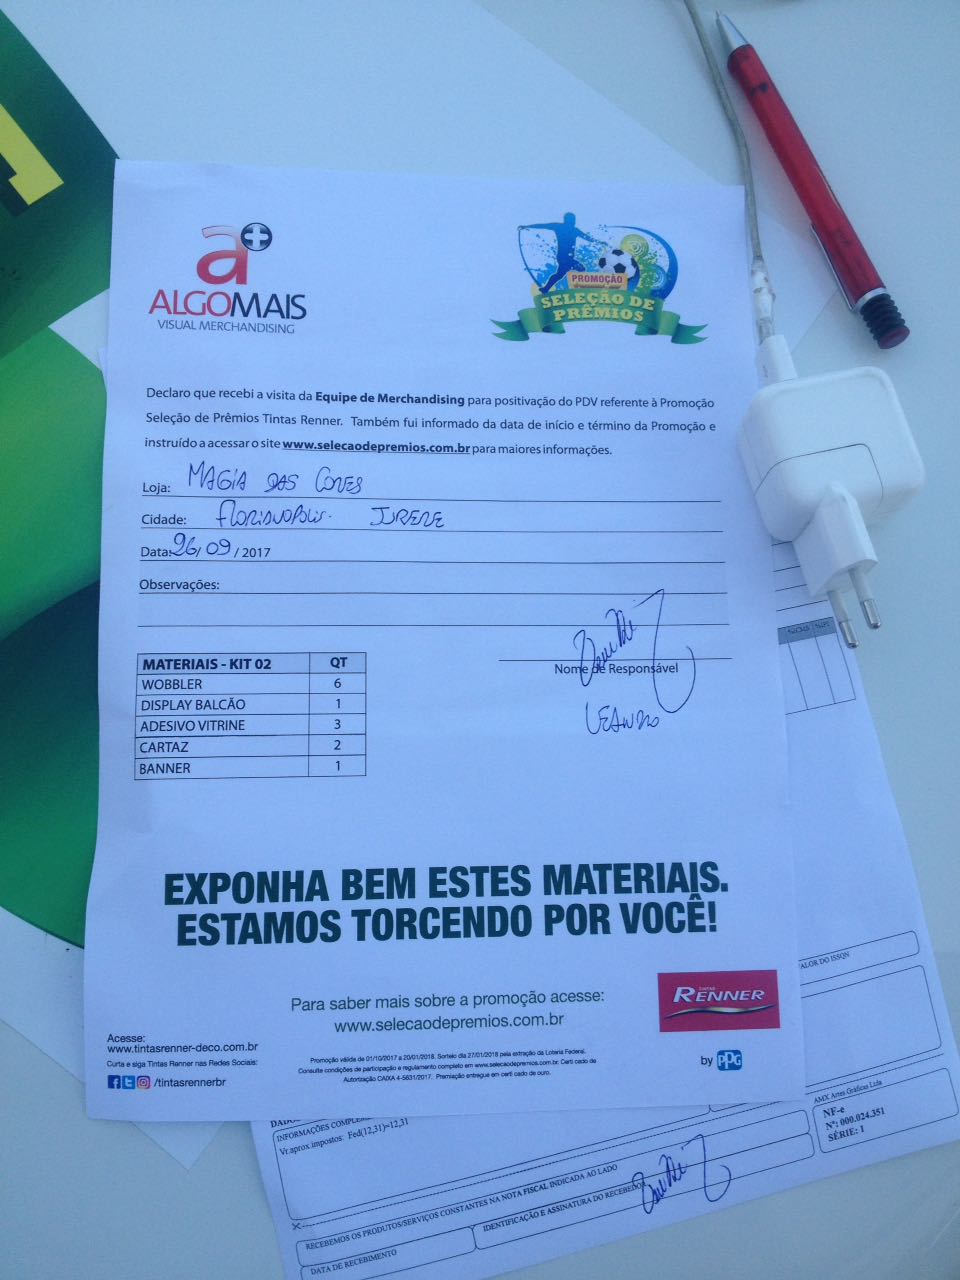 a+
ALGOMAIS
VISUAL MERCHANDISING
PROMOÇÃO
SELEÇÃO DE
PRÊMIOS
Declaro que recebi a visita da Equipe de Merchandising para positivação do PDV referente à Promoção
Seleção de Prêmios Tintas Renner. Também fui informado da data de início e término da Promoção e
instruído a acessar o site www.selecaodepremios.com.br para maiores informações.
Loja: MAGIA DAS CORES
Cidade: FLORIANOPOLIS- JURERE
Data: 26/ 09 / 2017
Observações:
Nome de Responsável
LEANDRO
MATERIAIS - KIT 02 QT
WOBBLER 6
DISPLAY BALCÃO 1
ADESIVO VITRINE 3
CARTAZ 2
BANNER 1
EXPONHA BEM ESTES MATERIAIS.
ESTAMOS TORCENDO POR VOCÊ!
Para saber mais sobre a promoção acesse:
www.selecaodepremios.com.br
TINTAS
RENNER
by PPG
Acesse:
www.tintasrenner-deco.com.br
Curta e siga Tintas Renner nas Redes Sociais:
/tintasrennerbr
Promoção válida de 01/10/2017 a 20/01/2018. Sorteio dia 27/01/2018 pela extração da Loteria Federal.
Consulte condições de participação e regulamento completo em www.selecaodepremios.com.br. Certi cado de
Autorização CAIXA 4-5631/2017. Premiação entregue em certi cado de ouro.
VALOR DO ISSQN
INFORMAÇÕES COMPLE
Vr.aprox.impostos: Fed(12,31)=12,31
AMX Artes Gráficas Ltda
NF-e
Nº: 000.024.351
SÉRIE: 1
RECEBEMOS OS PRODUTOS/SERVIÇOS CONSTANTES NA NOTA FISCAL INDICADA AO LADO
DATA DE RECEBIMENTO
IDENTIFICAÇÃO E ASSINATURA DO RECEBEDOR